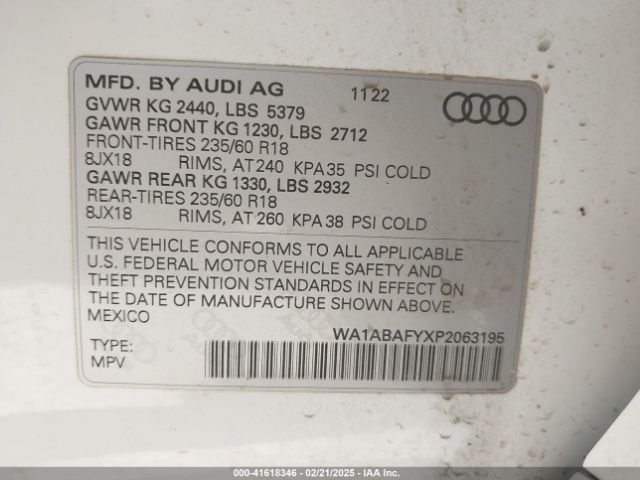 MFD. BY AUDI AG 11 22
GVWR KG 2440, LBS 5379
GAWR FRONT KG 1230, LBS 2712
FRONT-TIRES 235/60 R18
8JX18 RIMS, AT 240 KPA 35 PSI COLD
GAWR REAR KG 1330, LBS 2932
REAR-TIRES 235/60 R18
8JX18 RIMS, AT 260 KPA 38 PSI COLD
THIS VEHICLE CONFORMS TO ALL APPLICABLE
U.S. FEDERAL MOTOR VEHICLE SAFETY AND
THEFT PREVENTION STANDARDS IN EFFECT ON
THE DATE OF MANUFACTURE SHOWN ABOVE.
MEXICO
WA1ABAFYXP2063195
TYPE:
MPV
000-41618346 - 02/21/2025 - IAA Inc.